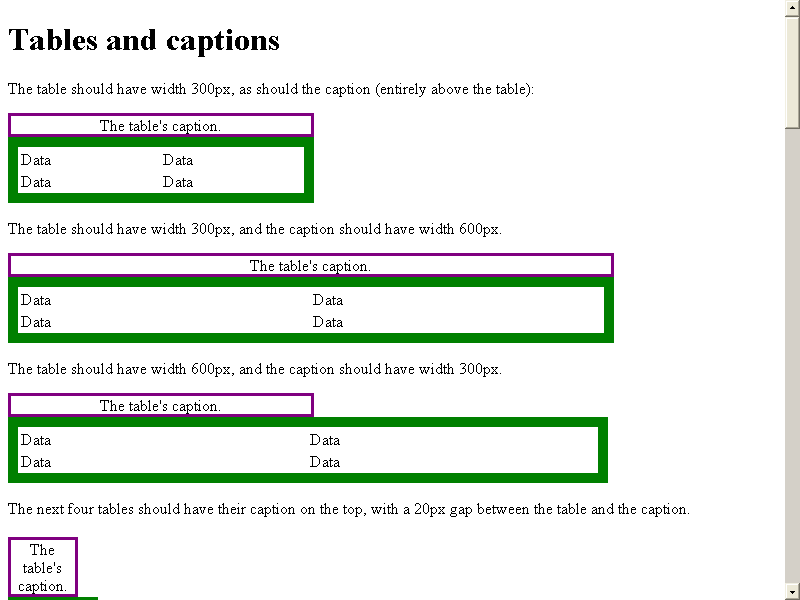 Tables and captions
The table should have width 300px, as should the caption (entirely above the table):
The table's caption.
Data Data
Data Data
The table should have width 300px, and the caption should have width 600px.
The table's caption.
Data Data
Data Data
The table should have width 600px, and the caption should have width 300px.
The table's caption.
Data Data
Data Data
The next four tables should have their caption on the top, with a 20px gap between the table and the caption.
The
table's
caption.